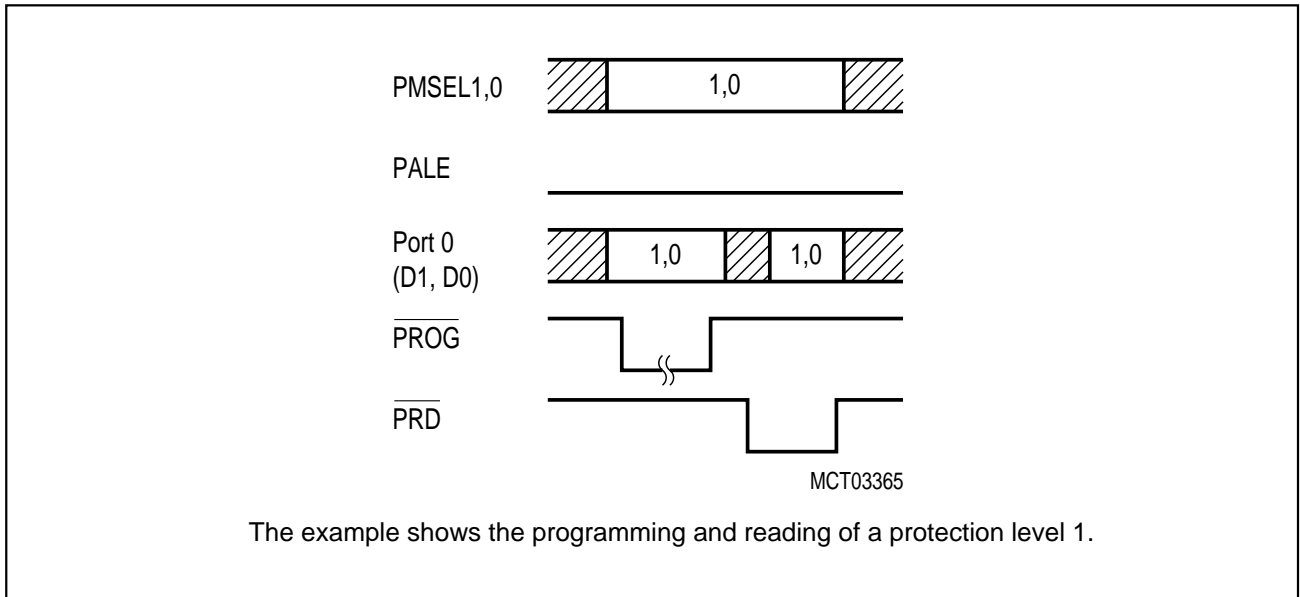 PMSEL1,0
1,0
PALE
Port 0
(D1, D0)
1,0
1,0
PROG
PRD
MCT03365
The example shows the programming and reading of a protection level 1.